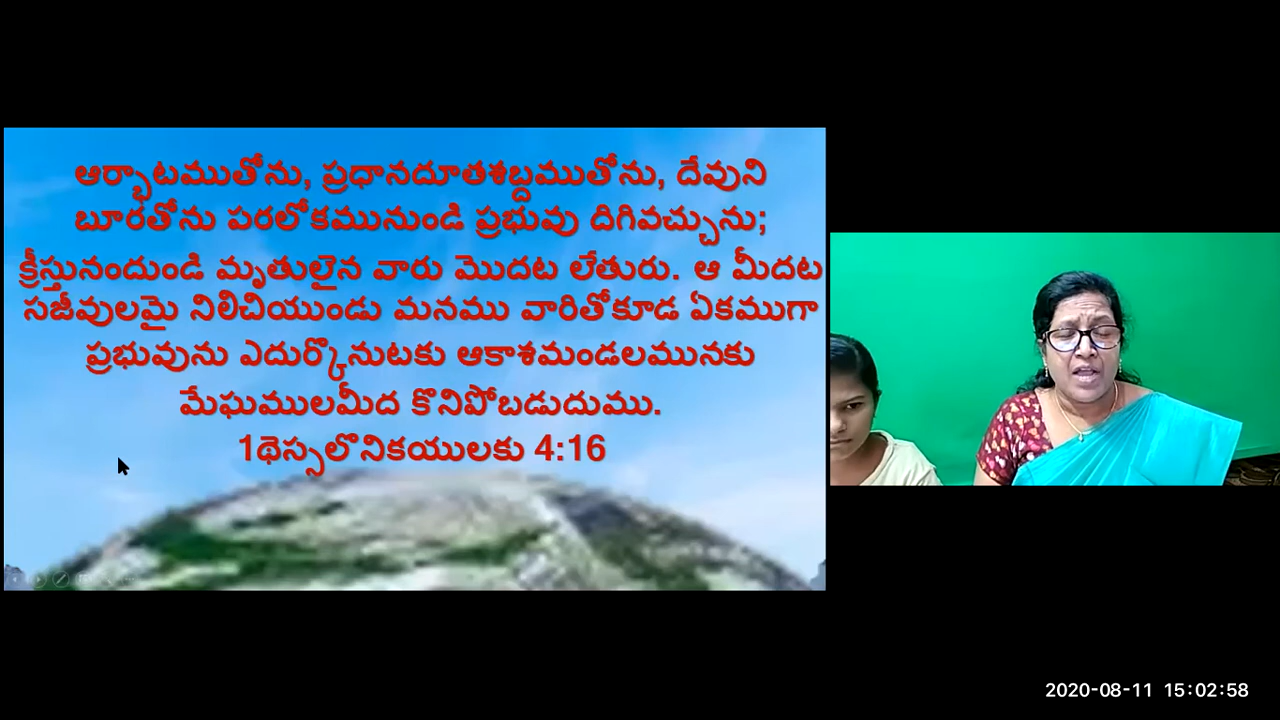 ఆర్భాటముతోను, ప్రధానదూతశబ్దముతోను, దేవుని
బూరతోను పరలోకమునుండి ప్రభువు దిగివచ్చును;
క్రీస్తునందుండి మృతులైన వారు మొదట లేతురు. ఆ మీదట
సజీవులమై నిలిచియుండు మనము వారితోకూడ ఏకముగా
ప్రభువును ఎదుర్కొనుటకు ఆకాశమండలమునకు
మేఘములమీద కొనిపోబడుదుము.
1థెస్సలొనికయులకు 4:16
2020-08-11 15:02:58